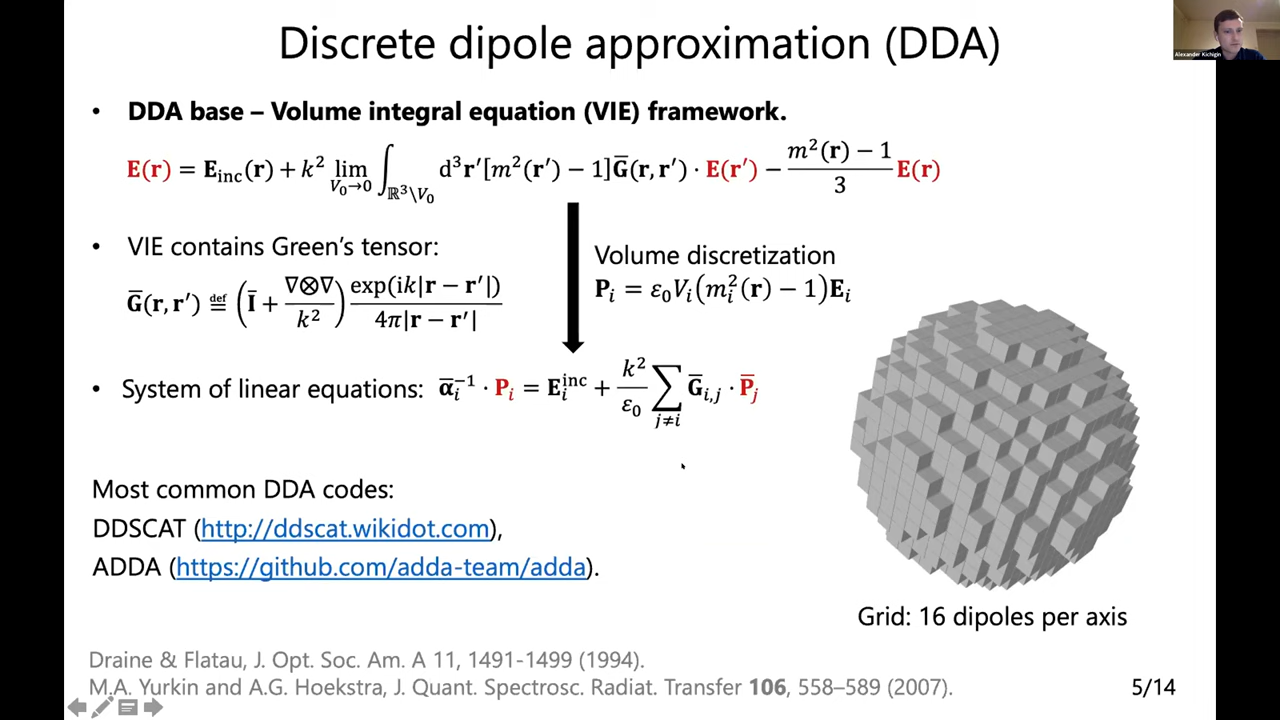 Discrete dipole approximation (DDA)
Alexander Kichigin
• DDA base – Volume integral equation (VIE) framework.
E(r) = E_inc(r) + k² lim_{V₀→0} ∫_{ℝ³\V₀} d³r′[m²(r′) − 1]G̅(r, r′) · E(r′) − (m²(r) − 1)/3 E(r)
• VIE contains Green's tensor:
G̅(r, r′) ≝ (I̅ + ∇⊗∇/k²) exp(ik|r − r′|)/4π|r − r′|
Volume discretization
P_i = ε₀V_i(m_i²(r) − 1)E_i
• System of linear equations: α̅_i⁻¹ · P_i = E_i^inc + k²/ε₀ ∑_{j≠i} G̅_{i,j} · P̅_j
Most common DDA codes:
DDSCAT (http://ddscat.wikidot.com),
ADDA (https://github.com/adda-team/adda).
Grid: 16 dipoles per axis
Draine & Flatau, J. Opt. Soc. Am. A 11, 1491-1499 (1994).
M.A. Yurkin and A.G. Hoekstra, J. Quant. Spectrosc. Radiat. Transfer 106, 558–589 (2007).
5/14